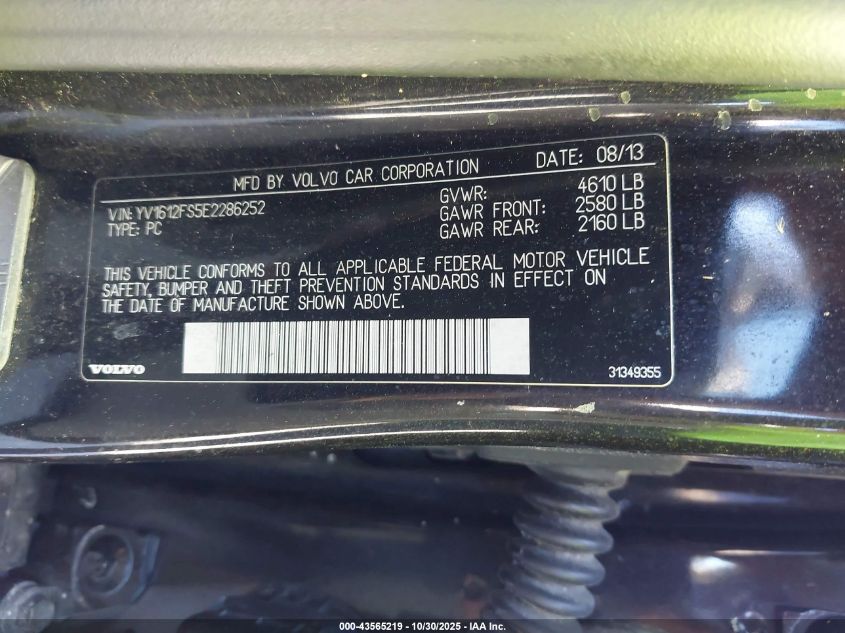 MFD BY VOLVO CAR CORPORATION DATE: 08/13
VIN: YV1612FS5E2286252 GVWR: 4610 LB
TYPE: PC GAWR FRONT: 2580 LB
GAWR REAR: 2160 LB
THIS VEHICLE CONFORMS TO ALL APPLICABLE FEDERAL MOTOR VEHICLE
SAFETY, BUMPER AND THEFT PREVENTION STANDARDS IN EFFECT ON
THE DATE OF MANUFACTURE SHOWN ABOVE.
VOLVO 31349355
000-43565219 - 10/30/2025 - IAA Inc.